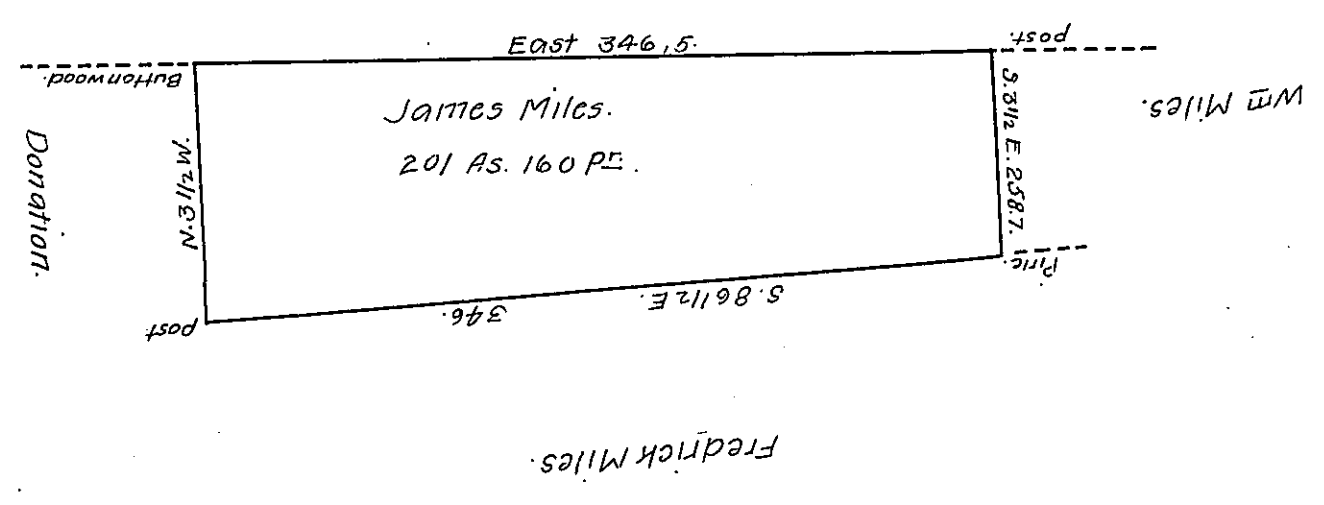 East 346,5.
post.
Buttonwood.
James Miles.
201 As. 160 Pr.
Wm Miles.
Donation.
N. 3 1/2 W.
S. 3 1/2 E. 258.7.
Pine.
S. 86 1/2 E.
346.
post
Fredrick Miles.